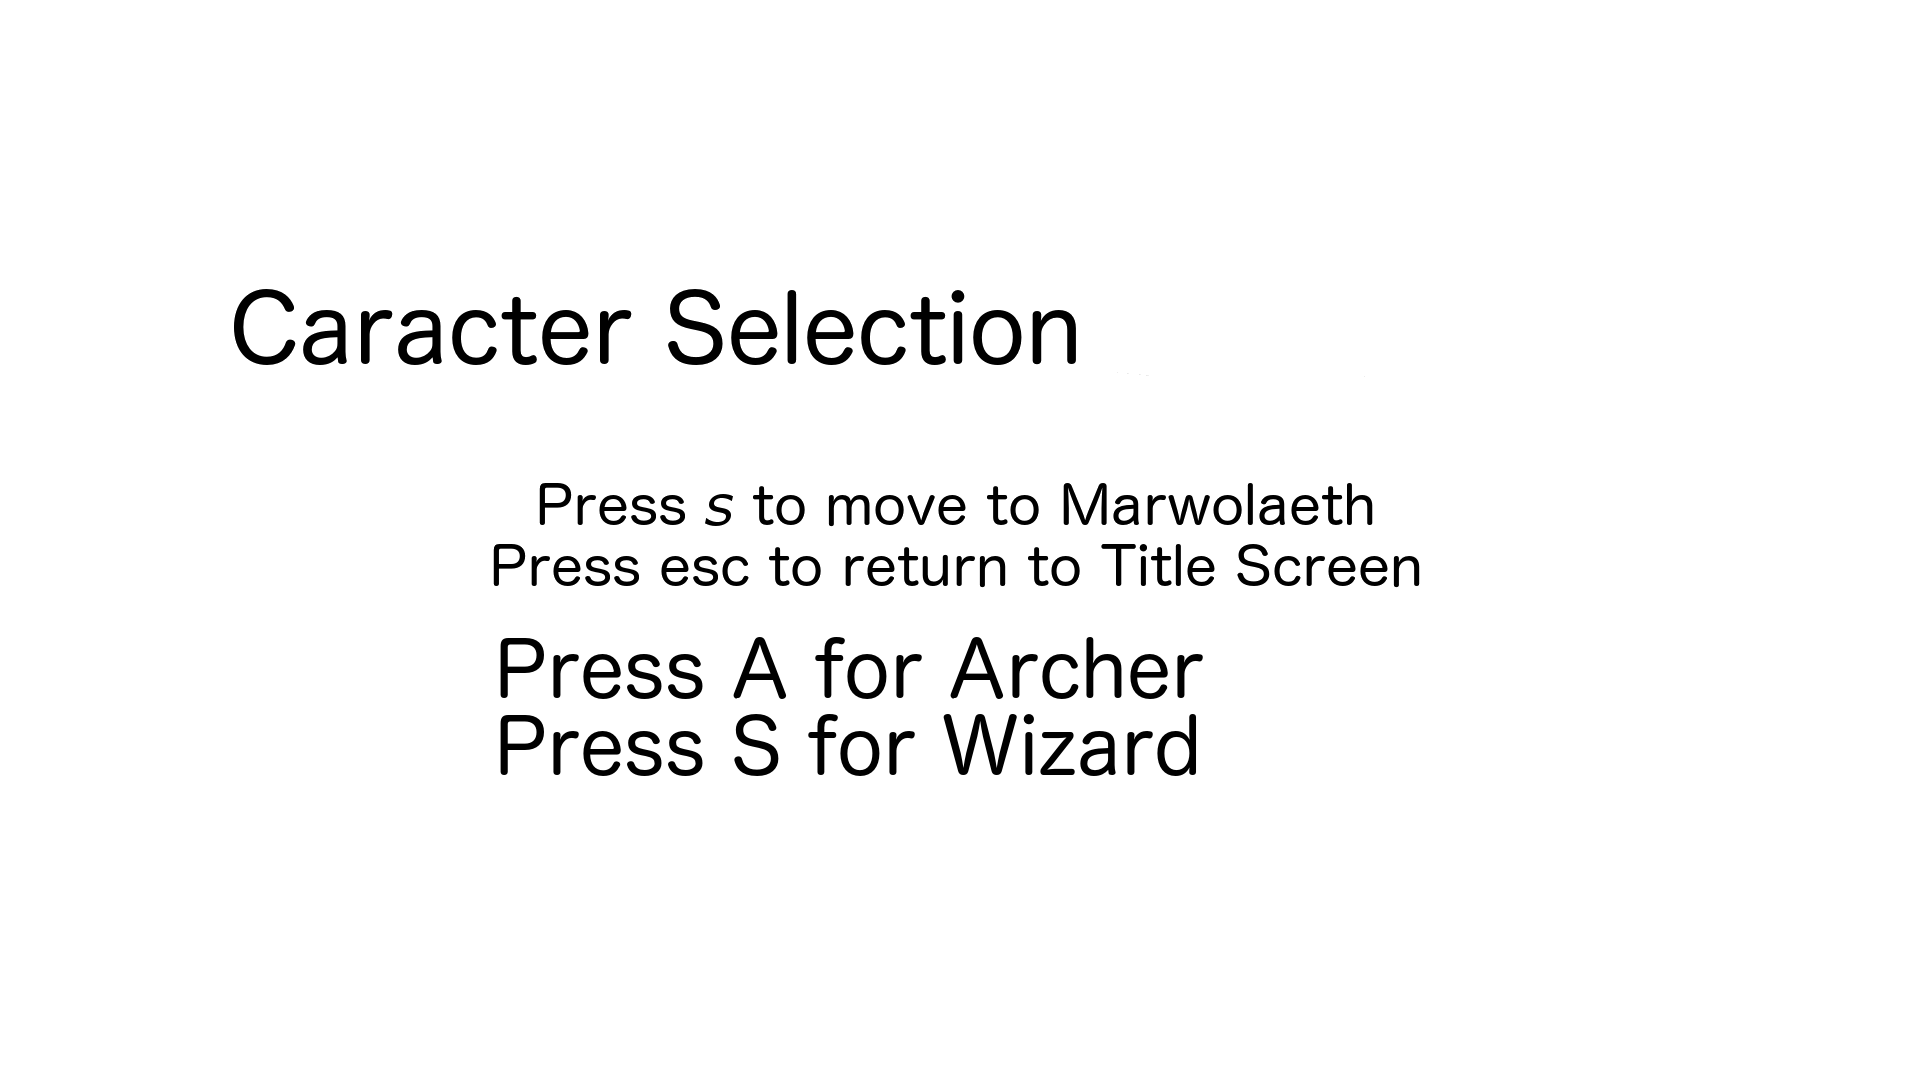 Caracter Selection
Press s to move to Marwolaeth
Press esc to return to Title Screen
Press A for Archer
Press S for Wizard